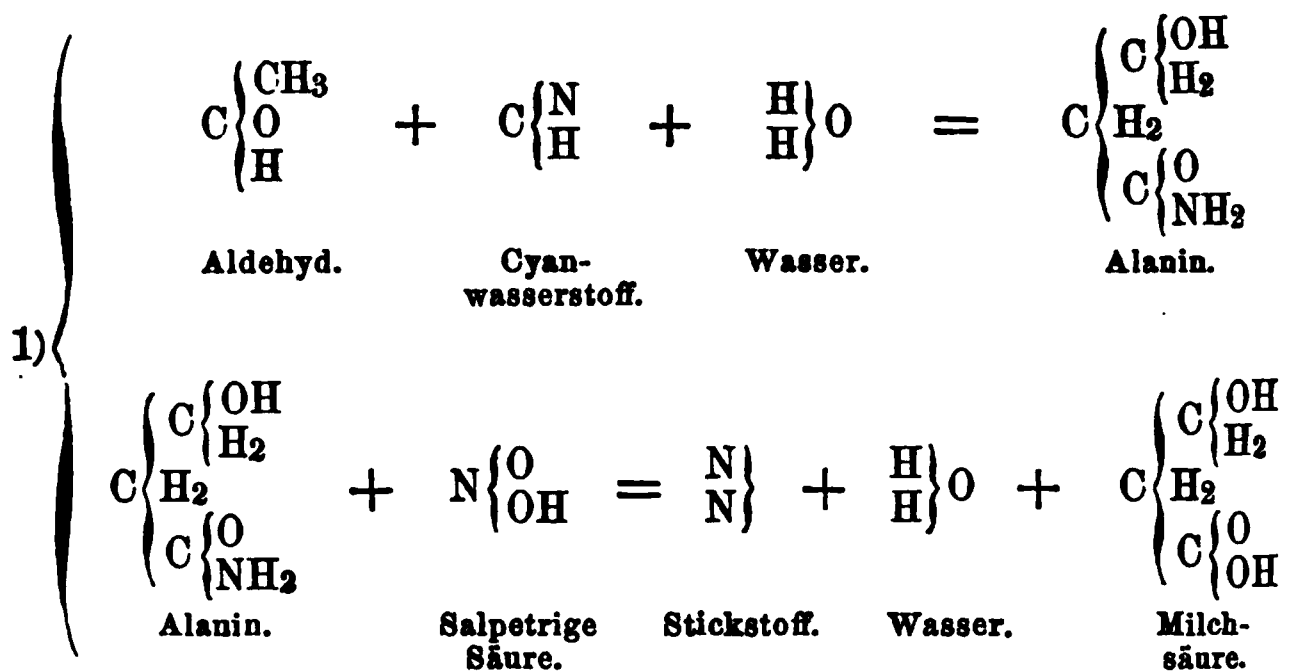 C{CH3 O H + C{N H + H H}O = C{C{OH H2 H2 C{O NH2
Aldehyd. Cyan- Wasser. Alanin.
wasserstoff.
1)
C{C{OH H2 H2 C{O NH2 + N{O OH = N N} + H H}O + C{C{OH H2 H2 C{O OH
Alanin. Salpetrige Stickstoff. Wasser. Milch-
Säure. säure.